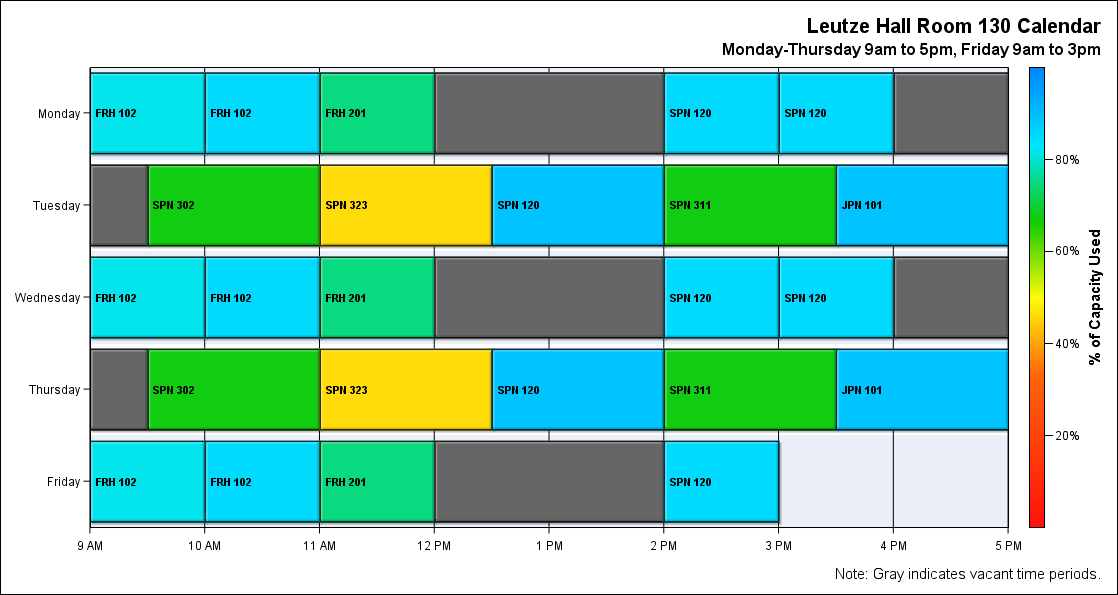 Leutze Hall Room 130 Calendar
Monday-Thursday 9am to 5pm, Friday 9am to 3pm
Monday FRH 102 FRH 102 FRH 201 SPN 120 SPN 120
80%
Tuesday SPN 302 SPN 323 SPN 120 SPN 311 JPN 101
60%
% of Capacity Used
Wednesday FRH 102 FRH 102 FRH 201 SPN 120 SPN 120
40%
Thursday SPN 302 SPN 323 SPN 120 SPN 311 JPN 101
20%
Friday FRH 102 FRH 102 FRH 201 SPN 120
9 AM 10 AM 11 AM 12 PM 1 PM 2 PM 3 PM 4 PM 5 PM
Note: Gray indicates vacant time periods.